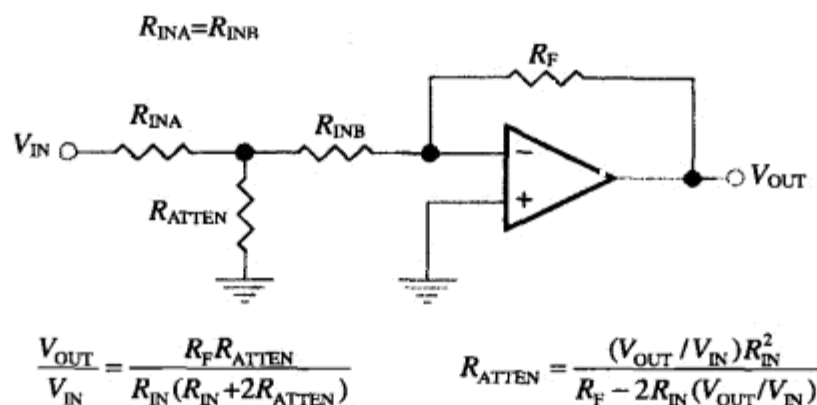 R_INA=R_INB
R_F
V_IN
R_INA
R_INB
−
+
V_OUT
R_ATTEN
V_OUT/V_IN = R_F R_ATTEN / R_IN(R_IN+2R_ATTEN)
R_ATTEN = (V_OUT/V_IN)R_IN^2 / R_F − 2R_IN(V_OUT/V_IN)